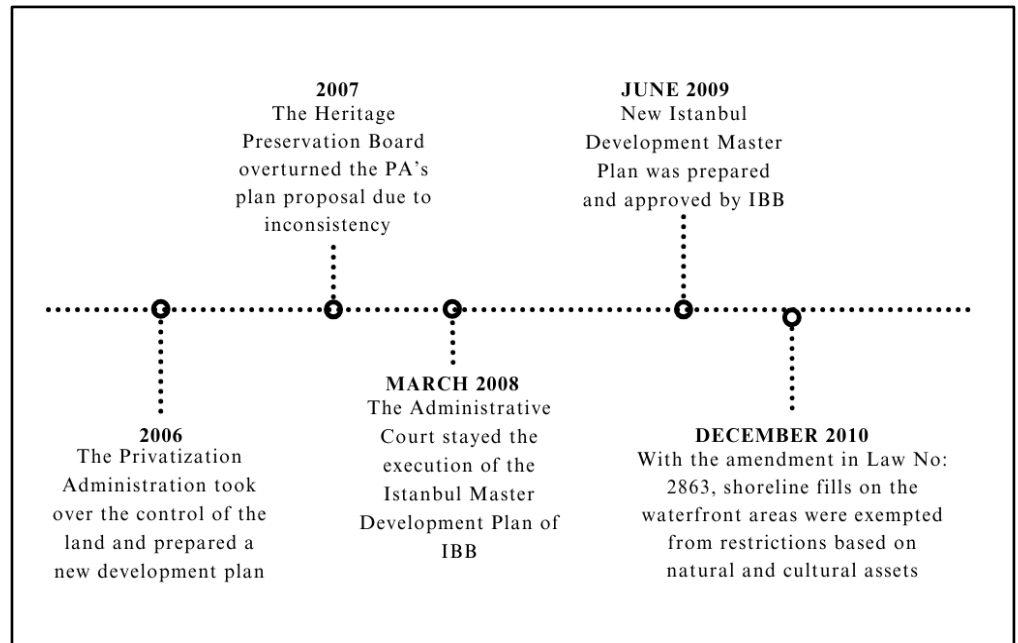 2007
The Heritage
Preservation Board
overturned the PA's
plan proposal due to
inconsistency
JUNE 2009
New Istanbul
Development Master
Plan was prepared
and approved by IBB
2006
The Privatization
Administration took
over the control of the
land and prepared a
new development plan
MARCH 2008
The Administrative
Court stayed the
execution of the
Istanbul Master
Development Plan of
IBB
DECEMBER 2010
With the amendment in Law No:
2863, shoreline fills on the
waterfront areas were exempted
from restrictions based on
natural and cultural assets